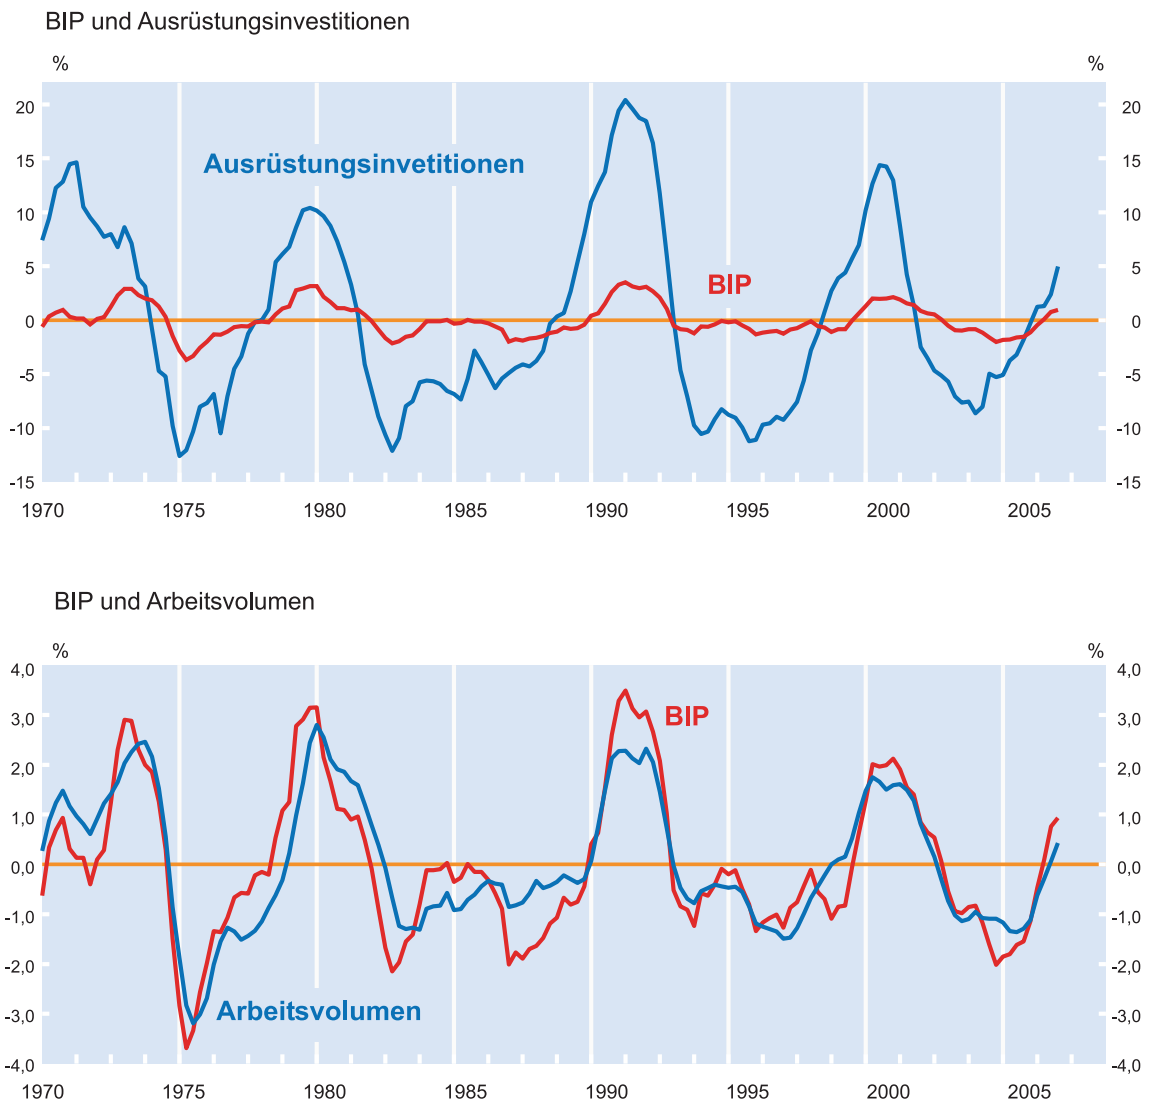 BIP und Ausrüstungsinvestitionen
% %
20 20
Ausrüstungsinvetitionen
15 15
10 10
5 BIP 5
0 0
-5 -5
-10 -10
-15 -15
1970 1975 1980 1985 1990 1995 2000 2005
BIP und Arbeitsvolumen
% %
4,0 4,0
3,0 BIP 3,0
2,0 2,0
1,0 1,0
0,0 0,0
-1,0 -1,0
-2,0 -2,0
-3,0 Arbeitsvolumen -3,0
-4,0 -4,0
1970 1975 1980 1985 1990 1995 2000 2005